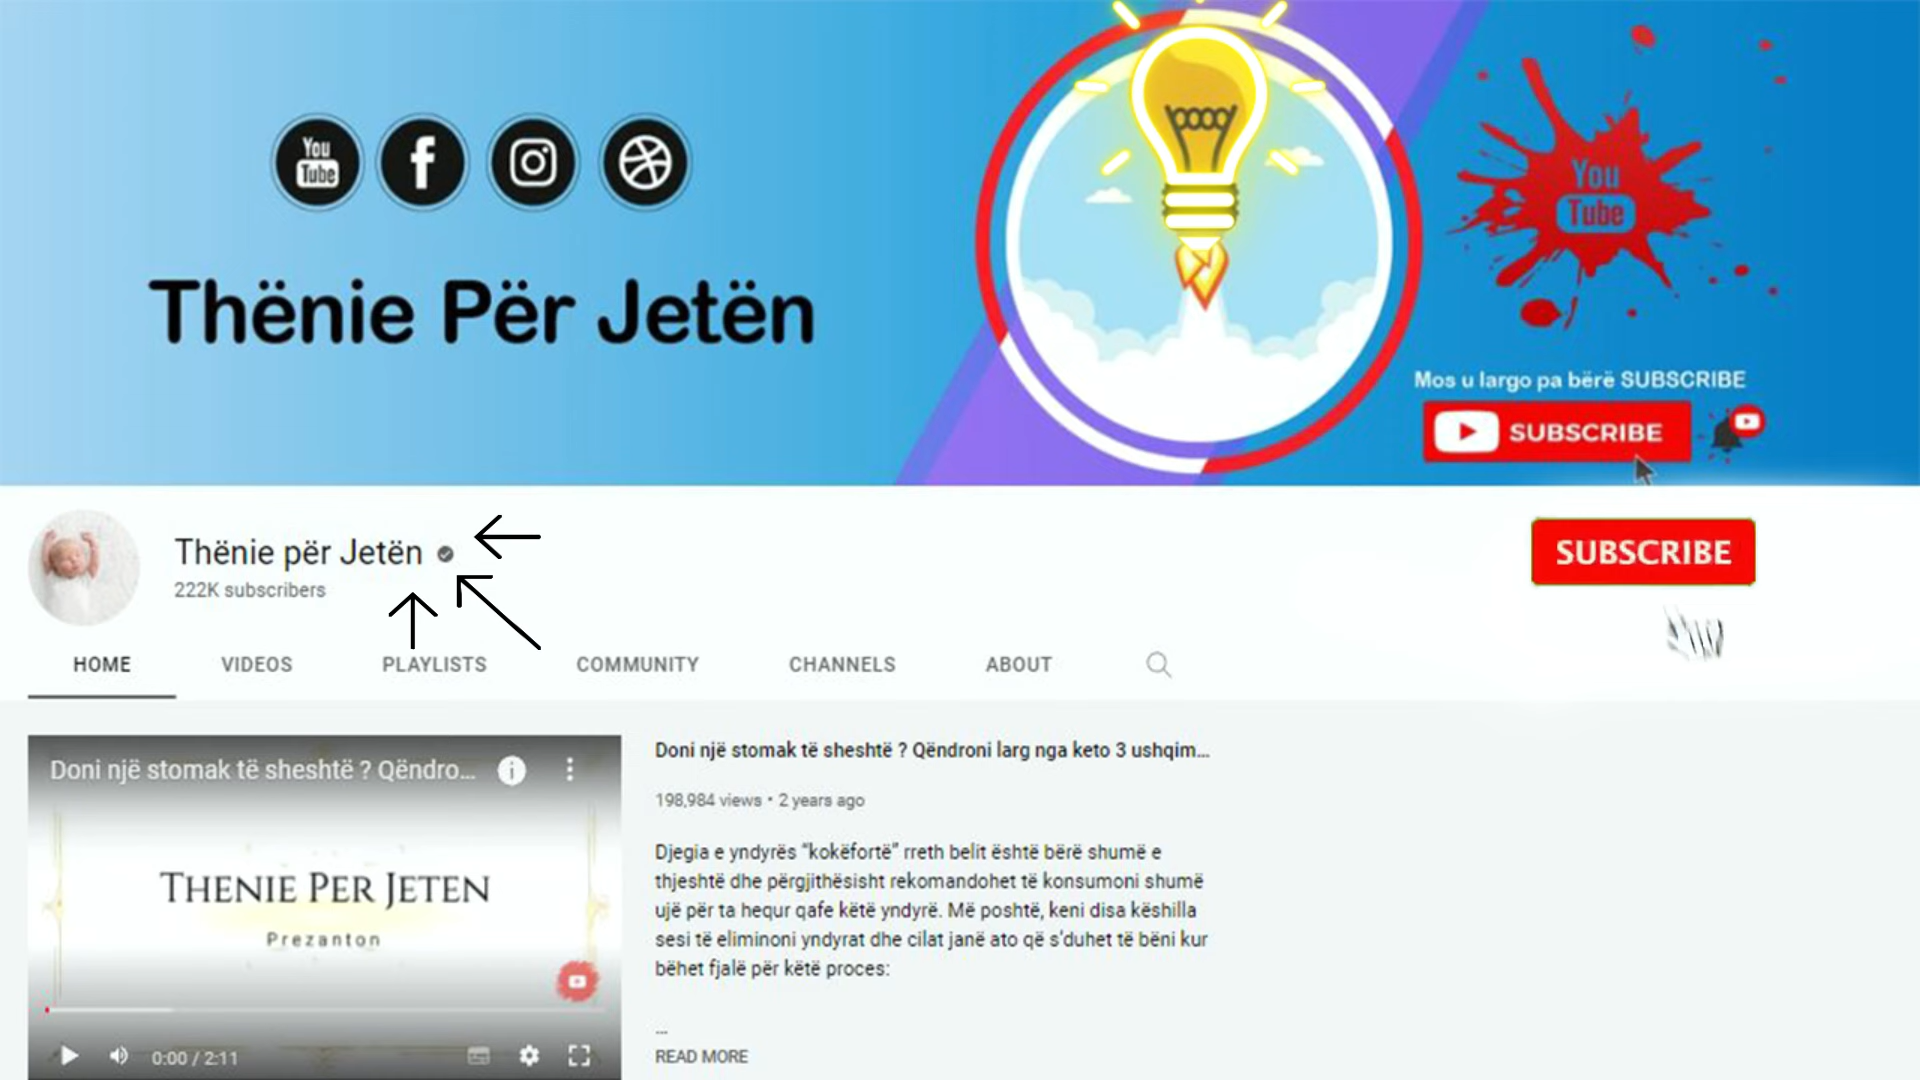 You
Tube
Thënie Për Jetën
You
Tube
Mos u largo pa bërë SUBSCRIBE
SUBSCRIBE
Thënie për Jetën
222K subscribers
SUBSCRIBE
HOME VIDEOS PLAYLISTS COMMUNITY CHANNELS ABOUT
Doni një stomak të sheshtë ? Qëndro...
THENIE PER JETEN
Prezanton
0:00 / 2:11
Doni një stomak të sheshtë ? Qëndroni larg nga keto 3 ushqim...
198,984 views • 2 years ago
Djegia e yndyrës “kokëfortë” rreth belit është bërë shumë e
thjeshtë dhe përgjithësisht rekomandohet të konsumoni shumë
ujë për ta hequr qafe këtë yndyrë. Më poshtë, keni disa këshilla
sesi të eliminoni yndyrat dhe cilat janë ato që s'duhet të bëni kur
bëhet fjalë për këtë proces:
...
READ MORE